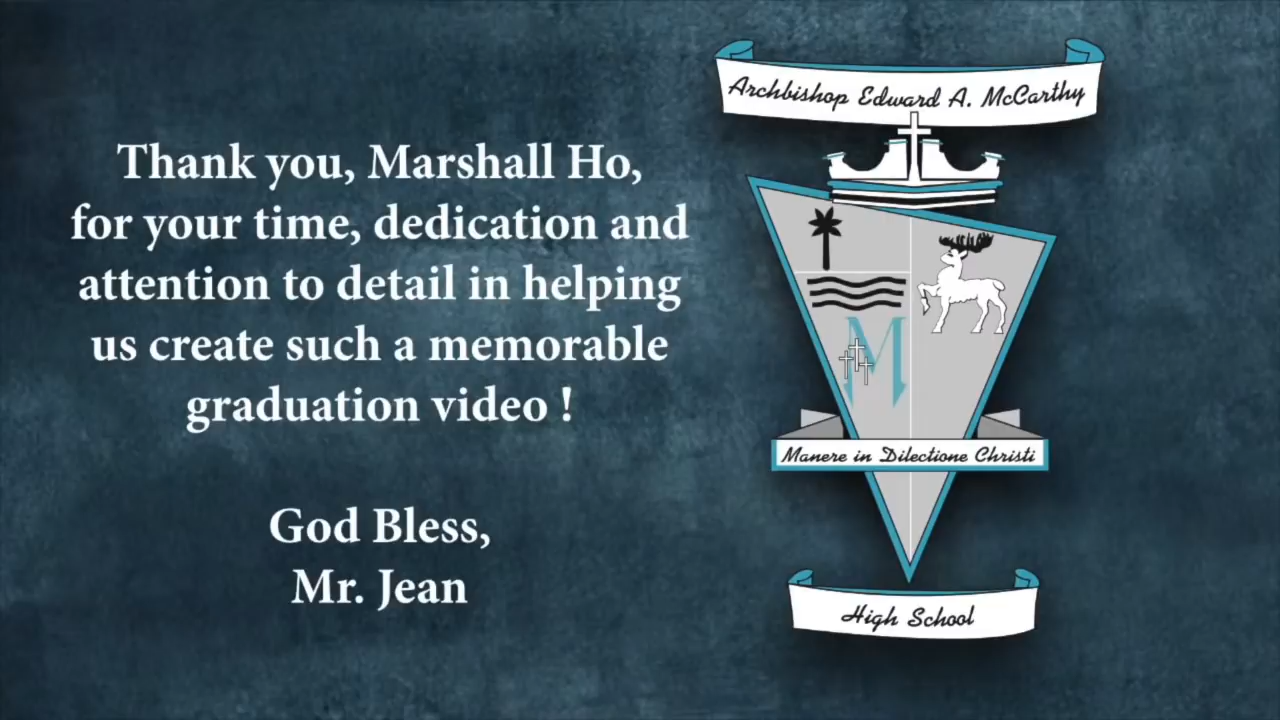 Thank you, Marshall Ho,
for your time, dedication and
attention to detail in helping
us create such a memorable
graduation video !
God Bless,
Mr. Jean
Archbishop Edward A. McCarthy
M
Manere in Dilectione Christi
High School